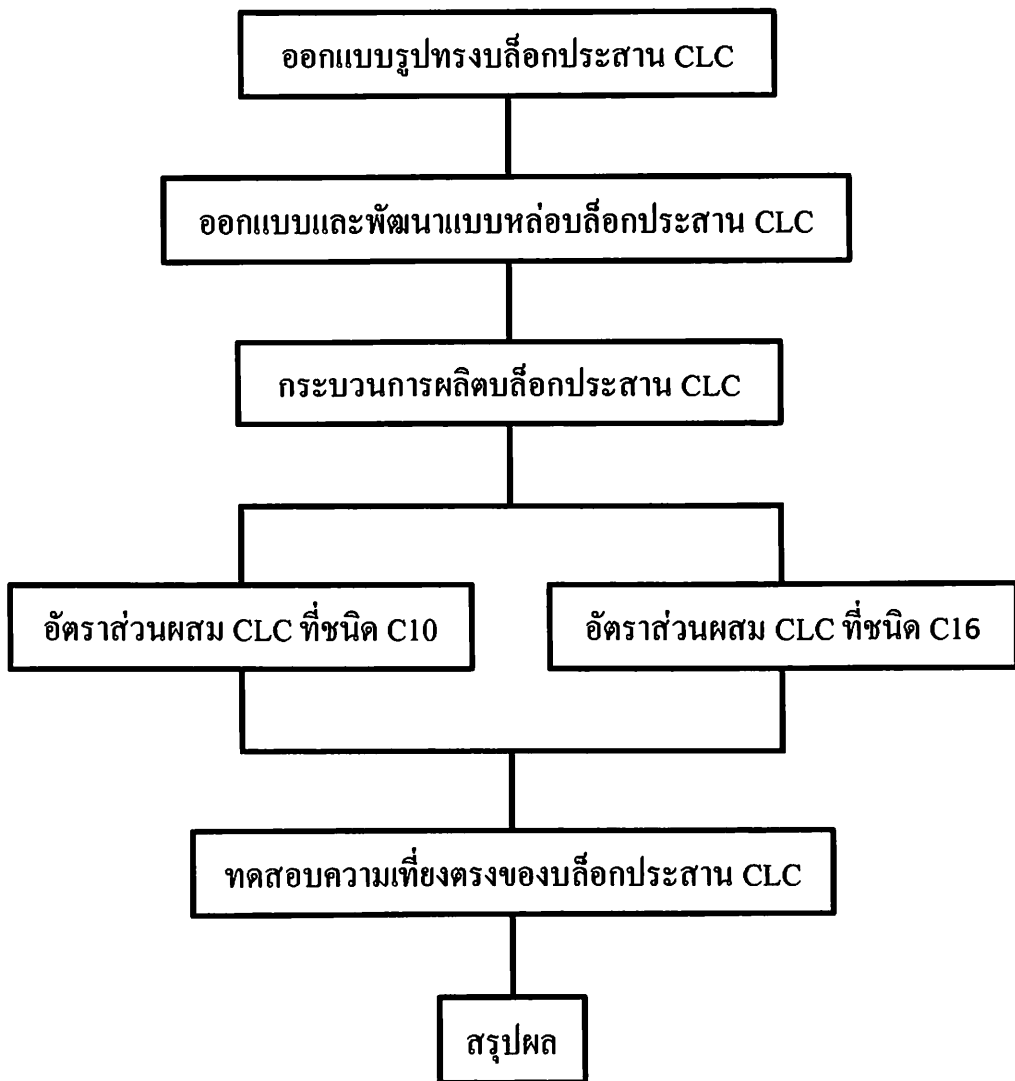 ออกแบบรูปทรงบล็อกประสาน CLC
ออกแบบและพัฒนาแบบหล่อบล็อกประสาน CLC
กระบวนการผลิตบล็อกประสาน CLC
อัตราส่วนผสม CLC ที่ชนิด C10
อัตราส่วนผสม CLC ที่ชนิด C16
ทดสอบความเที่ยงตรงของบล็อกประสาน CLC
สรุปผล